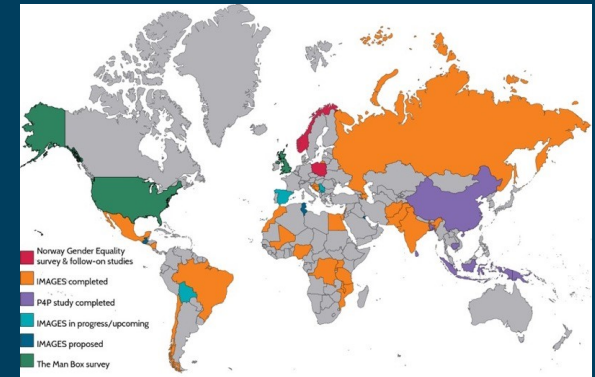 Norway Gender Equality
survey & follow-on studies
IMAGES completed
P4P study completed
IMAGES in progress/upcoming
IMAGES proposed
The Man Box survey